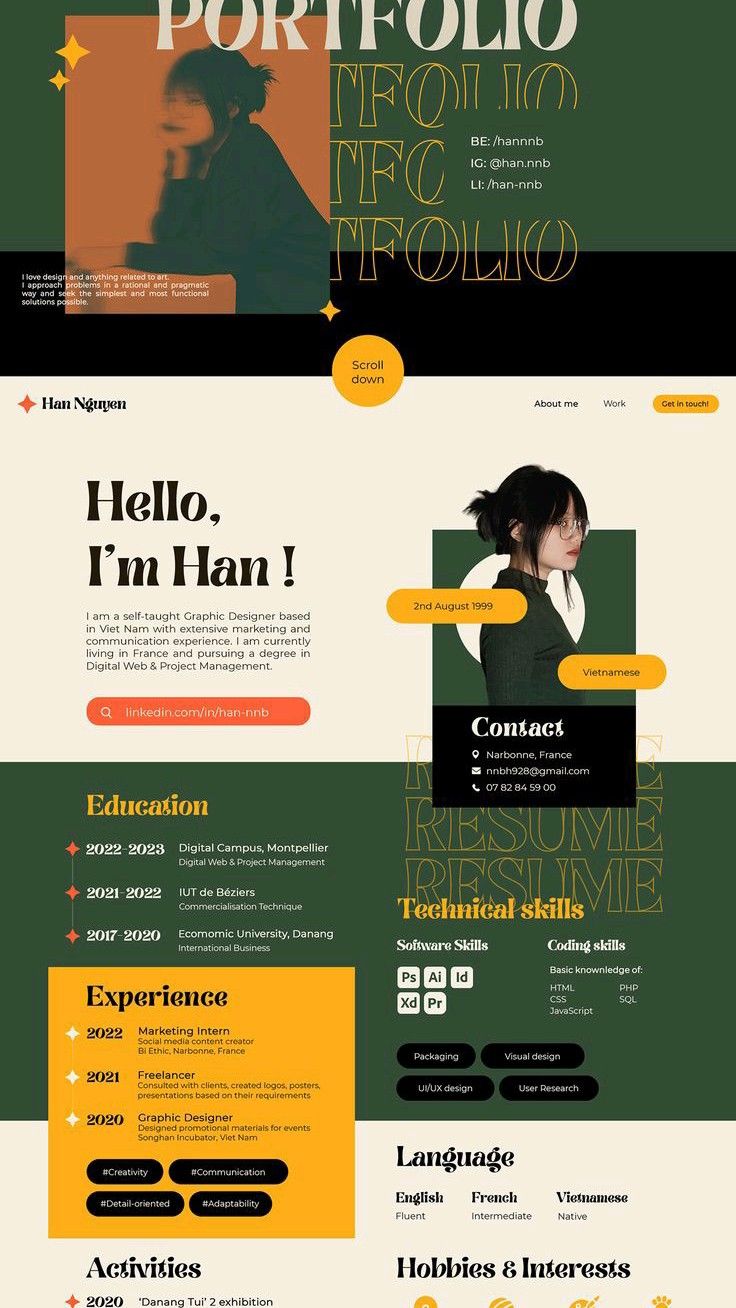 PORTFOLIO
BE: /hannnb
IG: @han.nnb
LI: /han-nnb
I love design and anything related to art.
I approach problems in a rational and pragmatic
way and seek the simplest and most functional
solutions possible.
Scroll
down
Han Nguyen
About me
Work
Get in touch!
Hello,
I'm Han !
I am a self-taught Graphic Designer based
in Viet Nam with extensive marketing and
communication experience. I am currently
living in France and pursuing a degree in
Digital Web & Project Management.
linkedin.com/in/han-nnb
2nd August 1999
Vietnamese
Contact
Narbonne, France
nnbh928@gmail.com
07 82 84 59 00
RESUME
RESUME
Education
2022-2023 Digital Campus, Montpellier
Digital Web & Project Management
2021-2022 IUT de Béziers
Commercialisation Technique
2017-2020 Ecomomic University, Danang
International Business
Experience
2022 Marketing Intern
Social media content creator
Bi Ethic, Narbonne, France
2021 Freelancer
Consulted with clients, created logos, posters,
presentations based on their requirements
2020 Graphic Designer
Designed promotional materials for events
Songhan Incubator, Viet Nam
#Creativity
#Communication
#Detail-oriented
#Adaptability
Technical skills
Software Skills
Ps Ai Id
Xd Pr
Coding skills
Basic knownledge of:
HTML PHP
CSS SQL
JavaScript
Packaging
Visual design
UI/UX design
User Research
Language
English French Vietnamese
Fluent Intermediate Native
Activities
2020 'Danang Tui' 2 exhibition
Hobbies & Interests